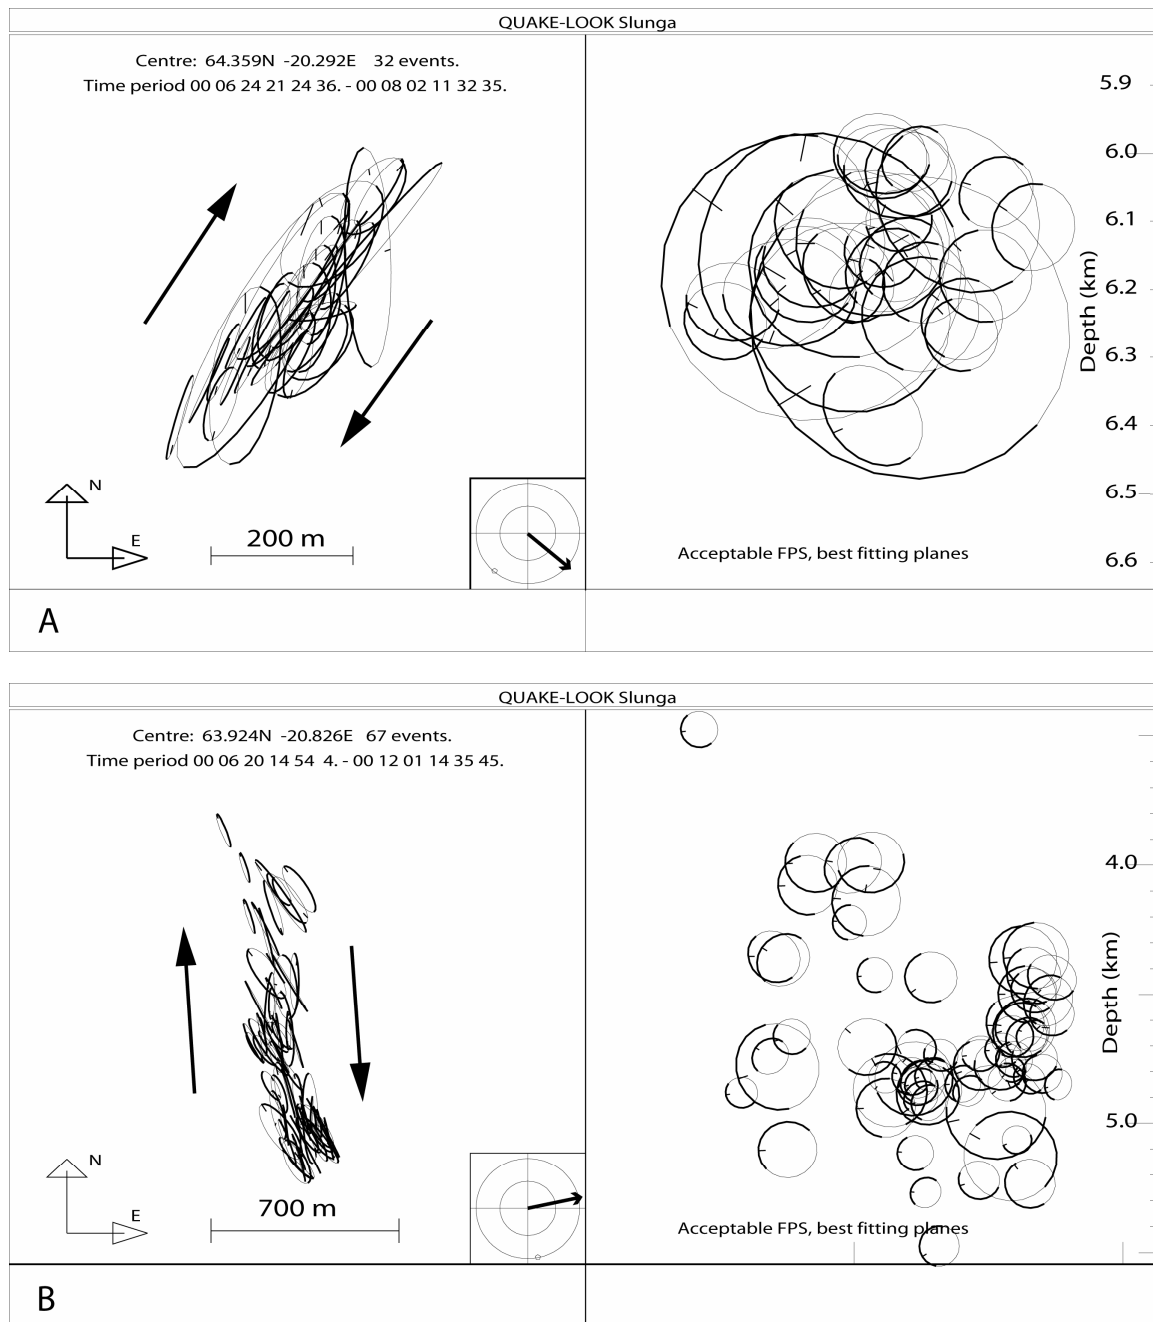 QUAKE-LOOK Slunga
Centre: 64.359N -20.292E 32 events.
Time period 00 06 24 21 24 36. - 00 08 02 11 32 35.
5.9
6.0
6.1
6.2
6.3
6.4
6.5
6.6
Depth (km)
N
E
200 m
Acceptable FPS, best fitting planes
A
QUAKE-LOOK Slunga
Centre: 63.924N -20.826E 67 events.
Time period 00 06 20 14 54 4. - 00 12 01 14 35 45.
4.0
5.0
Depth (km)
N
E
700 m
Acceptable FPS, best fitting planes
B